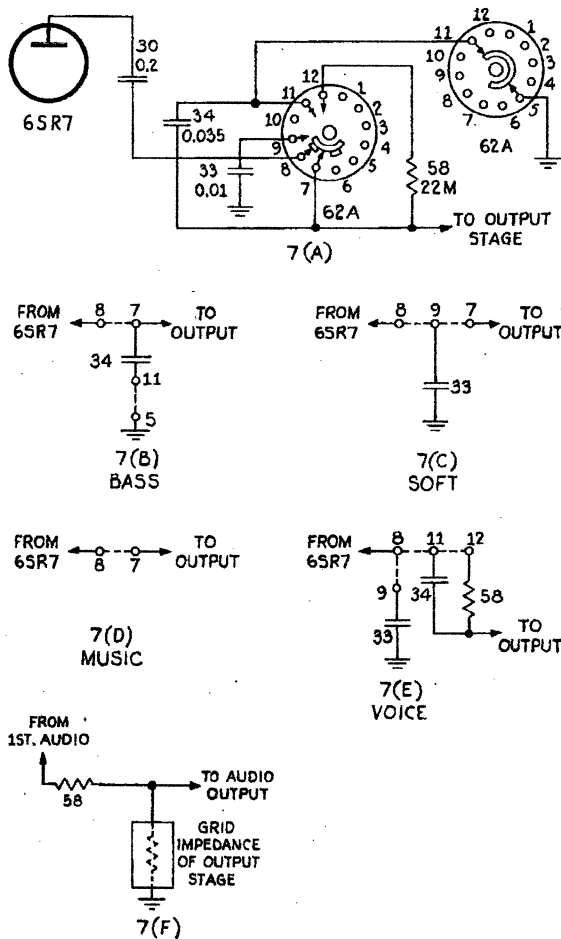 6SR7
30
0,2
34
0.035
33
0,01
12
11
10
9
8
7
1
2
3
4
5
6
62A
58
22M
12
11
10
9
8
7
1
2
3
4
5
6
62A
TO OUTPUT
STAGE
7(A)
FROM
6SR7
8
7
TO
OUTPUT
34
11
5
7(B)
BASS
FROM
6SR7
8
9
7
TO
OUTPUT
33
7(C)
SOFT
FROM
6SR7
8
7
TO
OUTPUT
7(D)
MUSIC
FROM
6SR7
8
11
12
9
34
58
33
TO
OUTPUT
7(E)
VOICE
FROM
1ST. AUDIO
58
TO AUDIO
OUTPUT
GRID
IMPEDANCE
OF OUTPUT
STAGE
7(F)